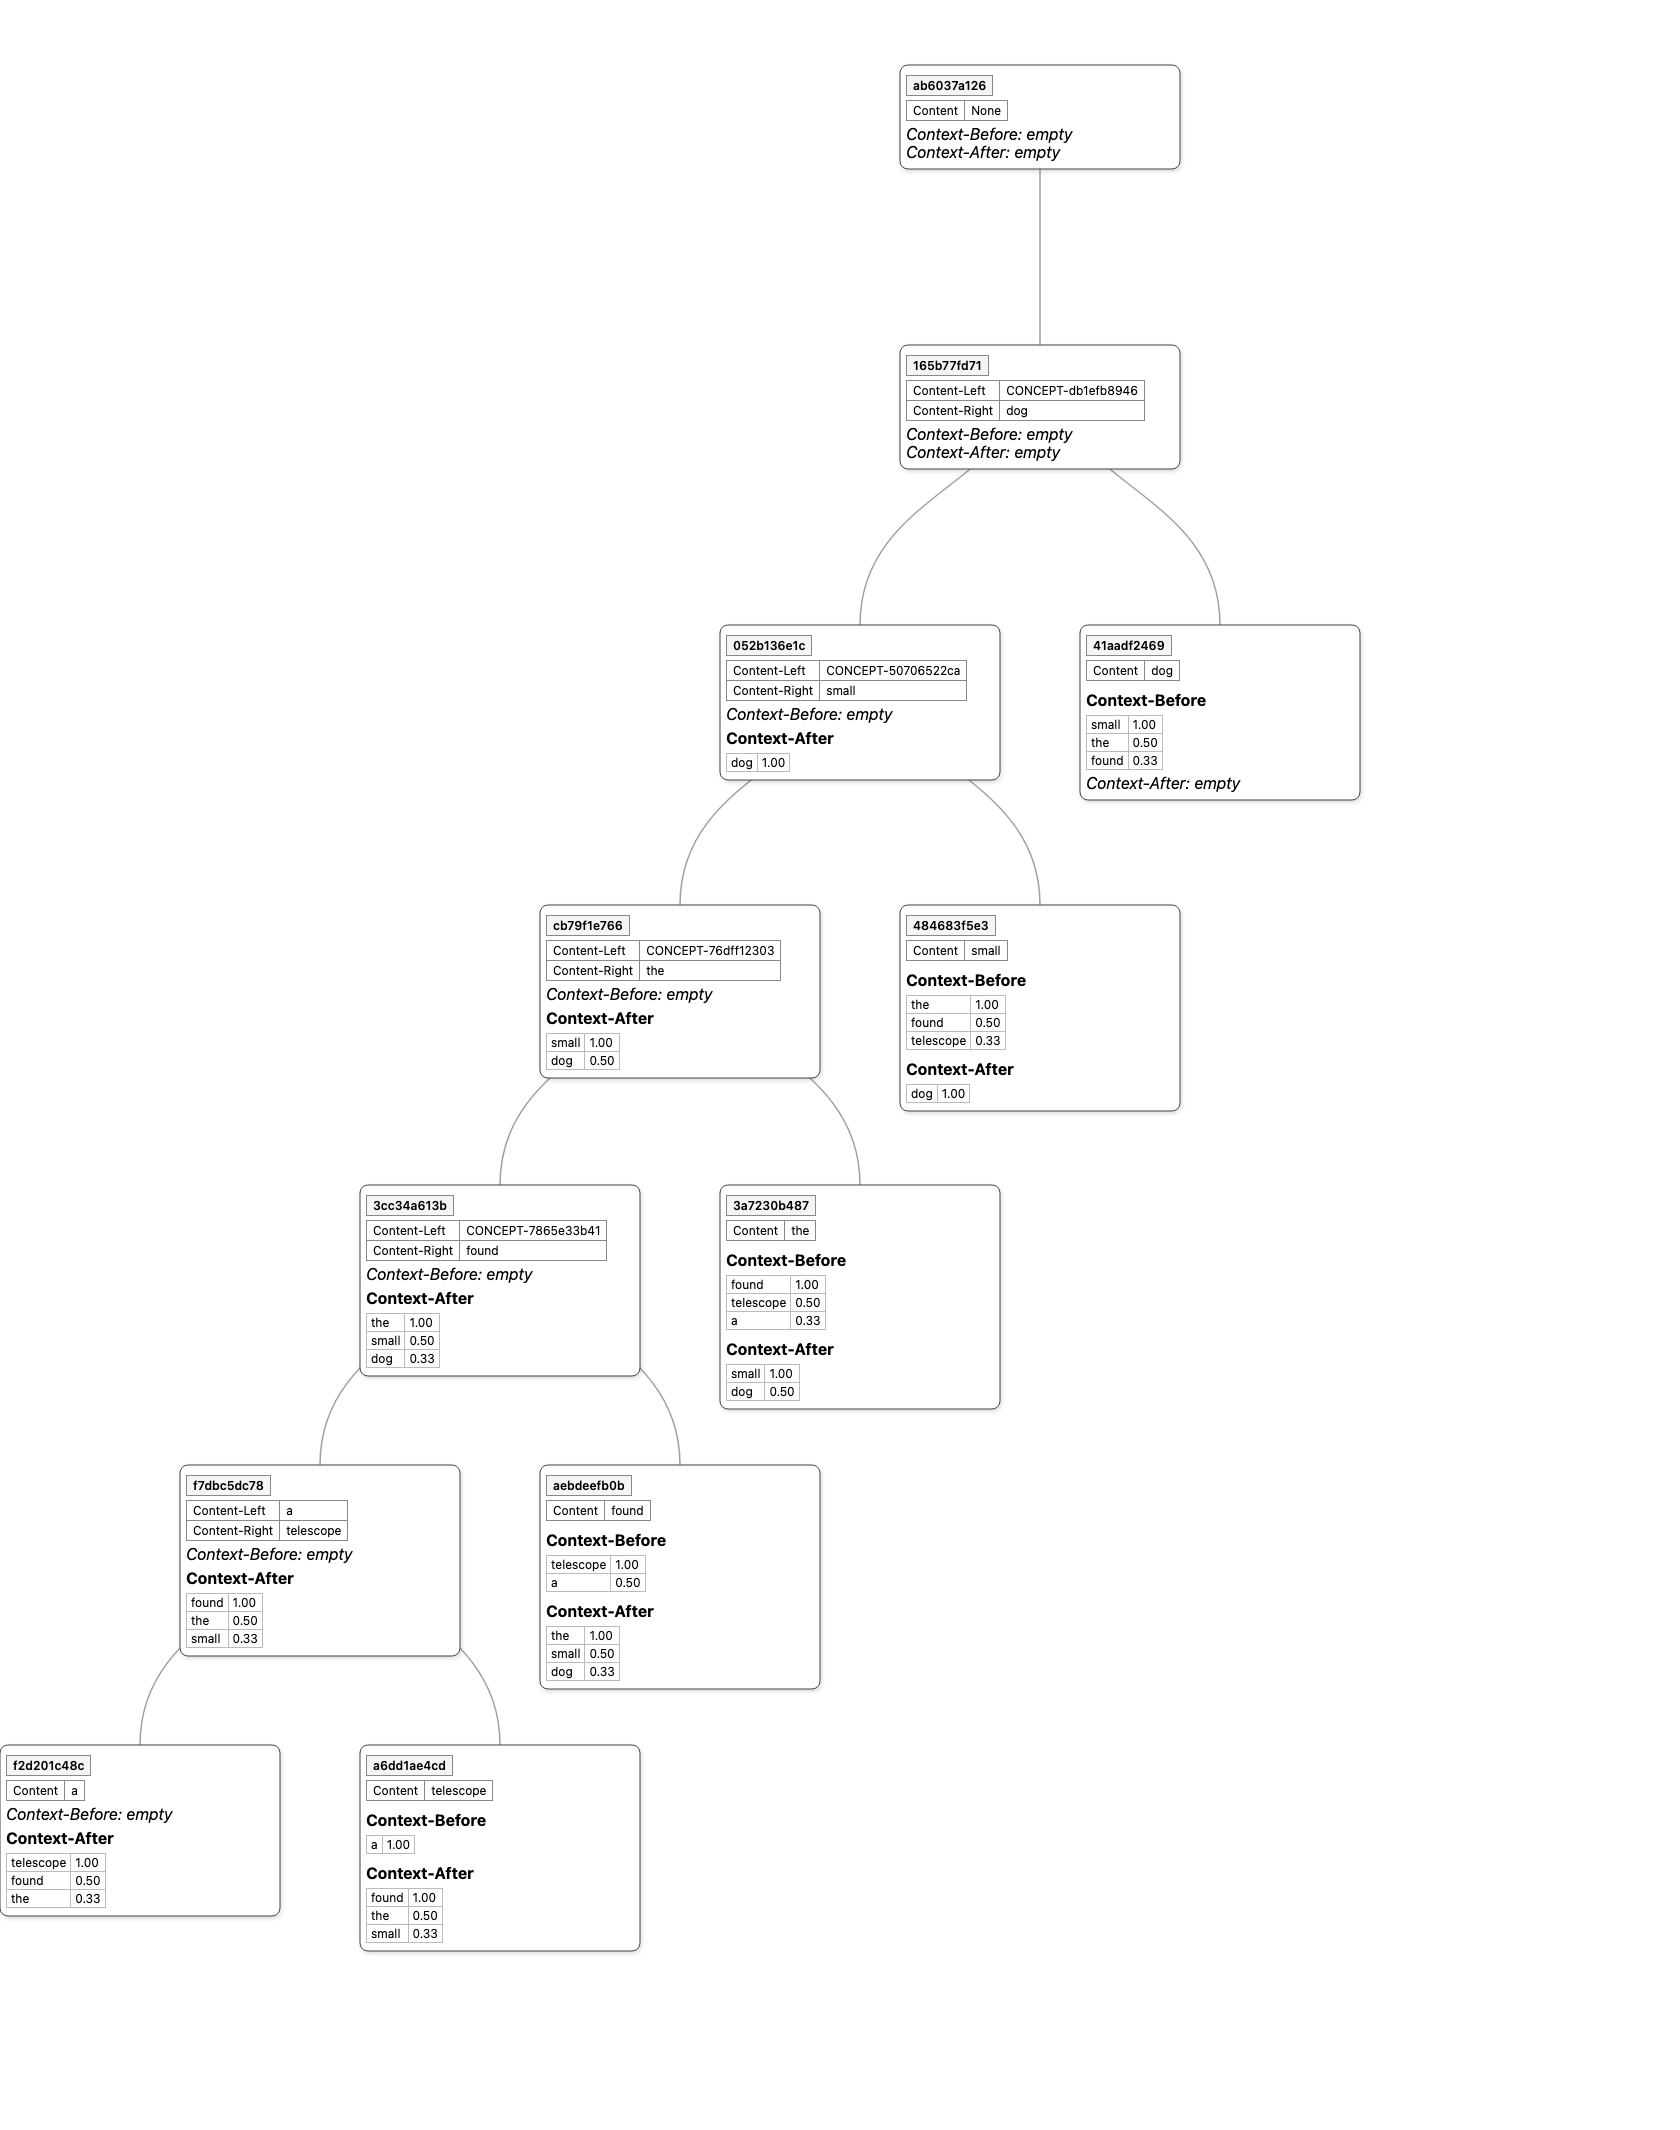 ab6037a126
Content None
Context-Before: empty
Context-After: empty
165b77fd71
Content-Left CONCEPT-db1efb8946
Content-Right dog
Context-Before: empty
Context-After: empty
052b136e1c
Content-Left CONCEPT-50706522ca
Content-Right small
Context-Before: empty
Context-After
dog 1.00
41aadf2469
Content dog
Context-Before
small 1.00
the 0.50
found 0.33
Context-After: empty
cb79f1e766
Content-Left CONCEPT-76dff12303
Content-Right the
Context-Before: empty
Context-After
small 1.00
dog 0.50
484683f5e3
Content small
Context-Before
the 1.00
found 0.50
telescope 0.33
Context-After
dog 1.00
3cc34a613b
Content-Left CONCEPT-7865e33b41
Content-Right found
Context-Before: empty
Context-After
the 1.00
small 0.50
dog 0.33
3a7230b487
Content the
Context-Before
found 1.00
telescope 0.50
a 0.33
Context-After
small 1.00
dog 0.50
f7dbc5dc78
Content-Left a
Content-Right telescope
Context-Before: empty
Context-After
found 1.00
the 0.50
small 0.33
aebdeefb0b
Content found
Context-Before
telescope 1.00
a 0.50
Context-After
the 1.00
small 0.50
dog 0.33
f2d201c48c
Content a
Context-Before: empty
Context-After
telescope 1.00
found 0.50
the 0.33
a6dd1ae4cd
Content telescope
Context-Before
a 1.00
Context-After
found 1.00
the 0.50
small 0.33